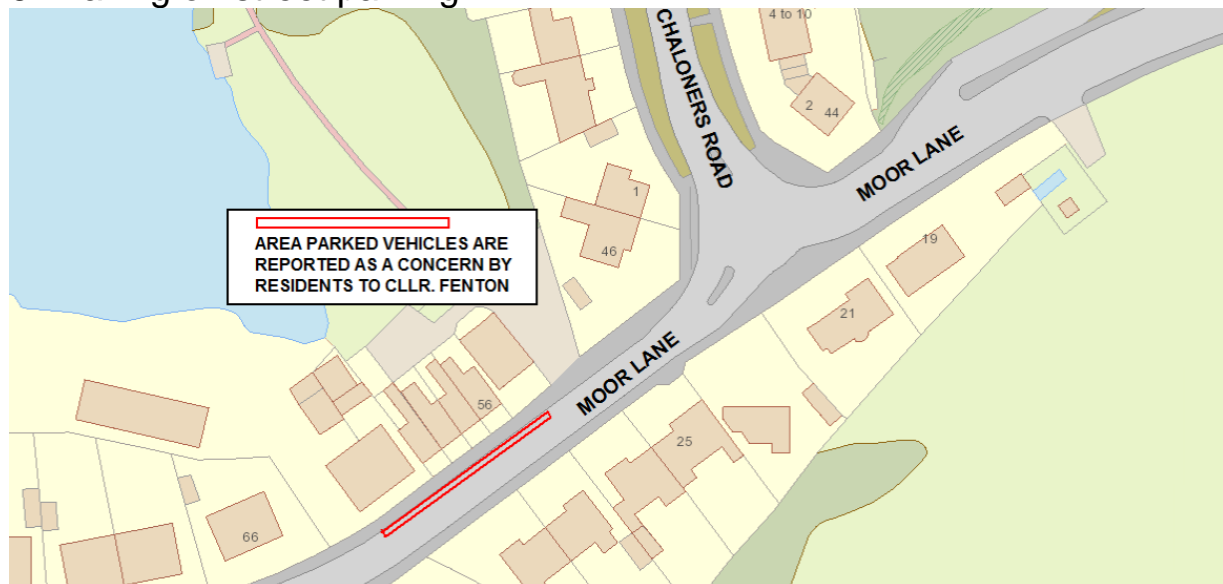 4 to 10
CHALONERS ROAD
2
44
MOOR LANE
1
46
19
AREA PARKED VEHICLES ARE
REPORTED AS A CONCERN BY
RESIDENTS TO CLLR. FENTON
21
MOOR LANE
56
25
66